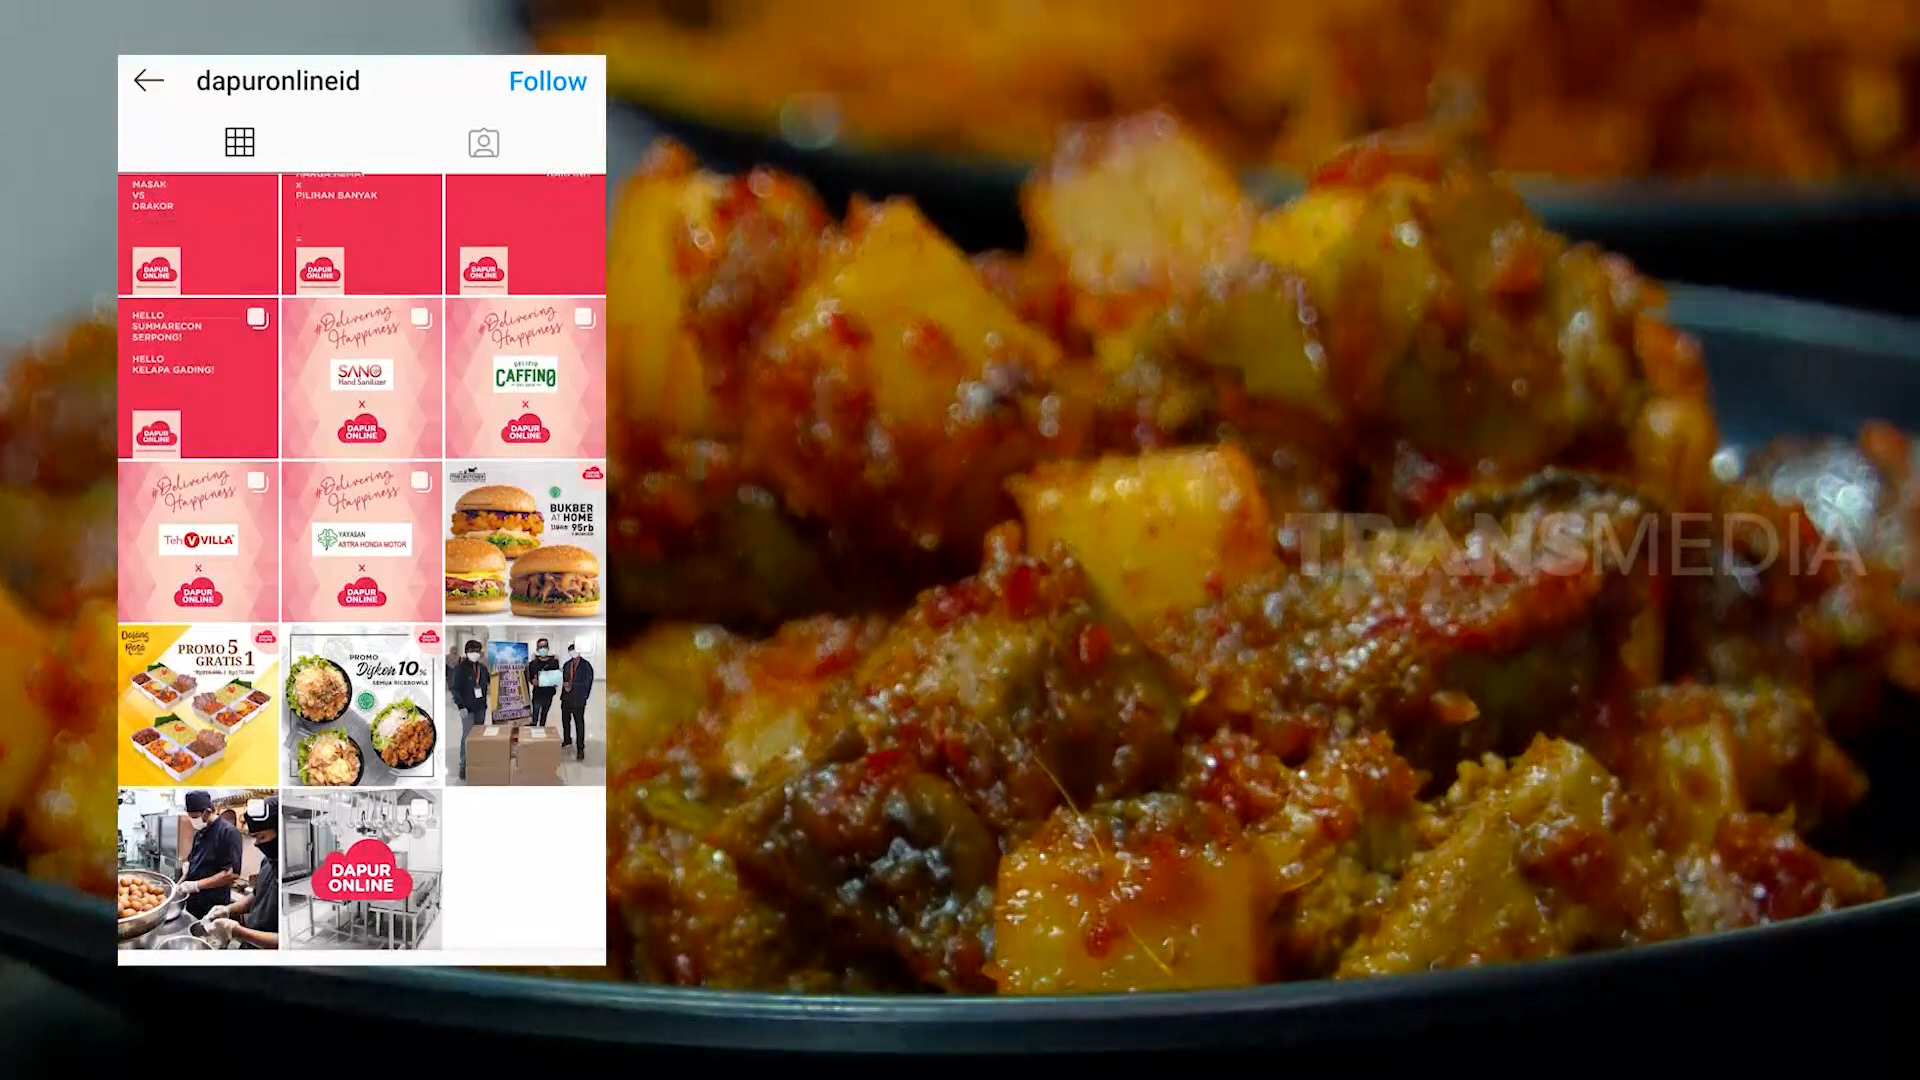 dapuronlineid
Follow
MASAK
VS
DRAKOR
DAPUR
ONLINE
X
PILIHAN BANYAK
=
DAPUR
ONLINE
DAPUR
ONLINE
HELLO
SUMMARECON
SERPONG!
HELLO
KELAPA GADING!
DAPUR
ONLINE
#Delivering
Happiness
SANO
Hand Sanitizer
X
DAPUR
ONLINE
#Delivering
Happiness
CAFFINO
X
DAPUR
ONLINE
#Delivering
Happiness
Teh VILLA
X
DAPUR
ONLINE
#Delivering
Happiness
YAYASAN
ASTRA HONDA MOTOR
X
DAPUR
ONLINE
BUKBER
AT HOME
95rb
PROMO 5
GRATIS 1
PROMO
Diskon 10%
SEMUA RICEBOWLS
DAPUR
ONLINE
TRANSMEDIA